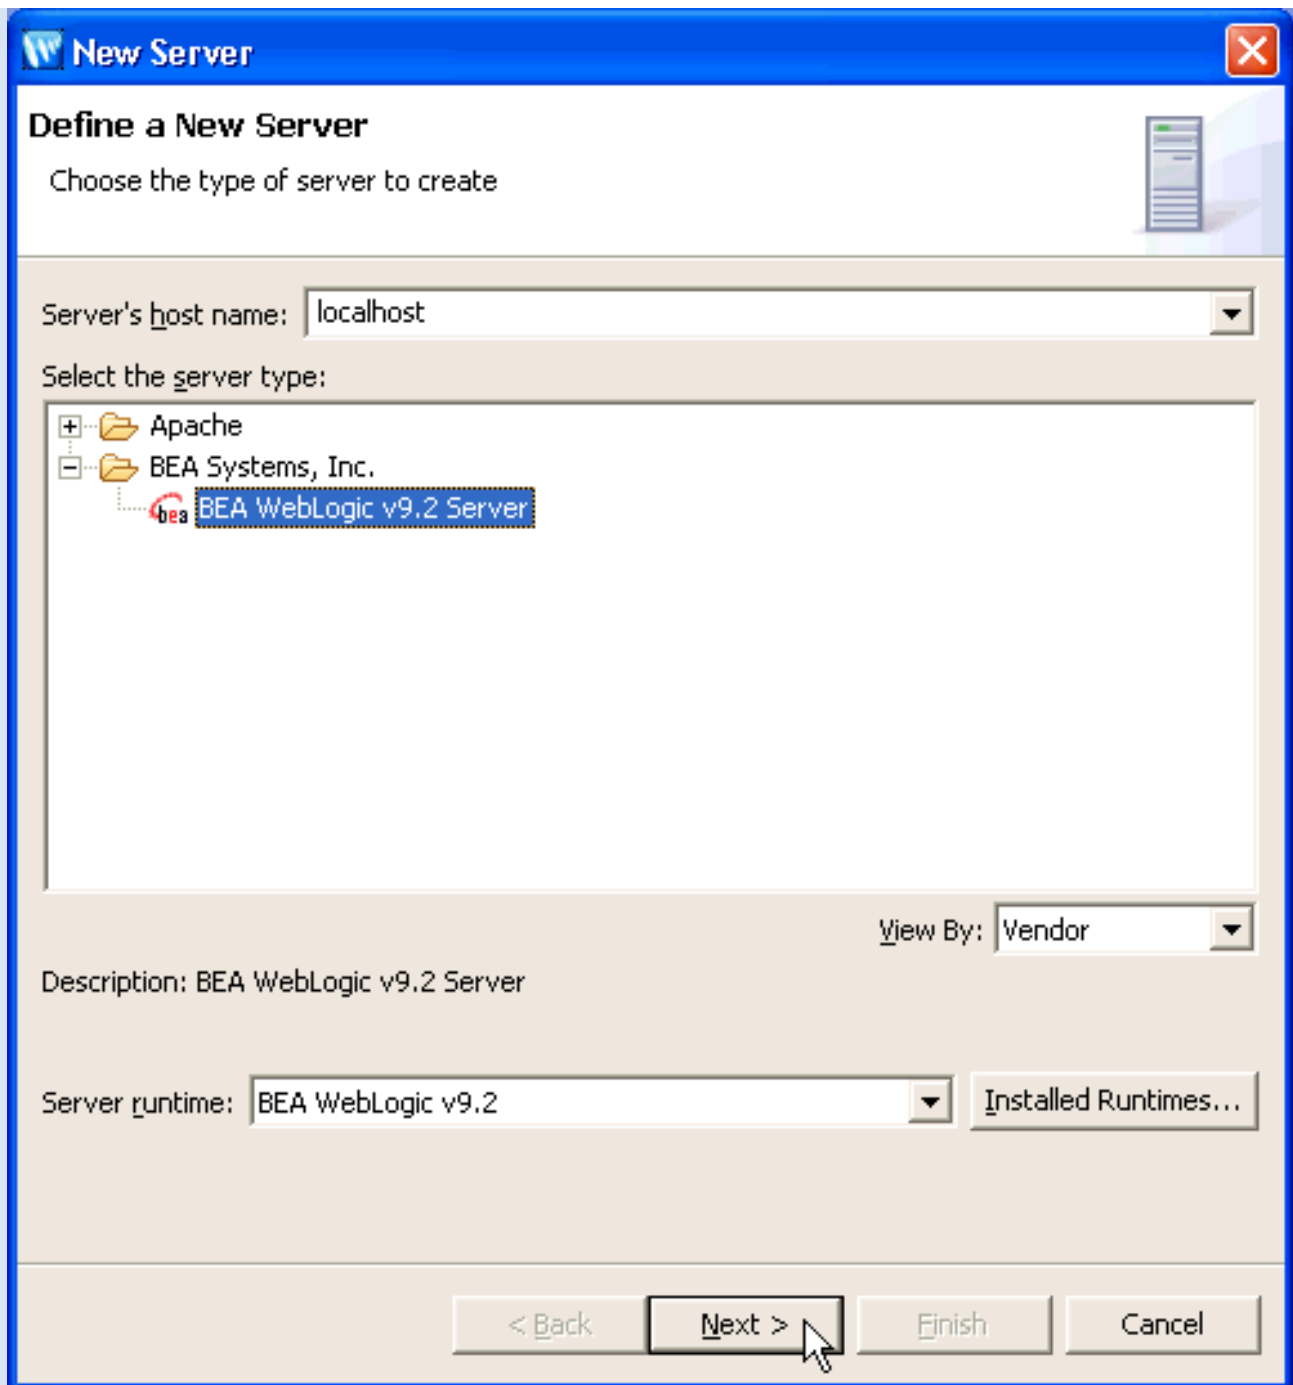 New Server
Define a New Server
Choose the type of server to create
Server's host name: localhost
Select the server type:
Apache
BEA Systems, Inc.
bea BEA WebLogic v9.2 Server
View By: Vendor
Description: BEA WebLogic v9.2 Server
Server runtime: BEA WebLogic v9.2 Installed Runtimes...
< Back Next > Finish Cancel